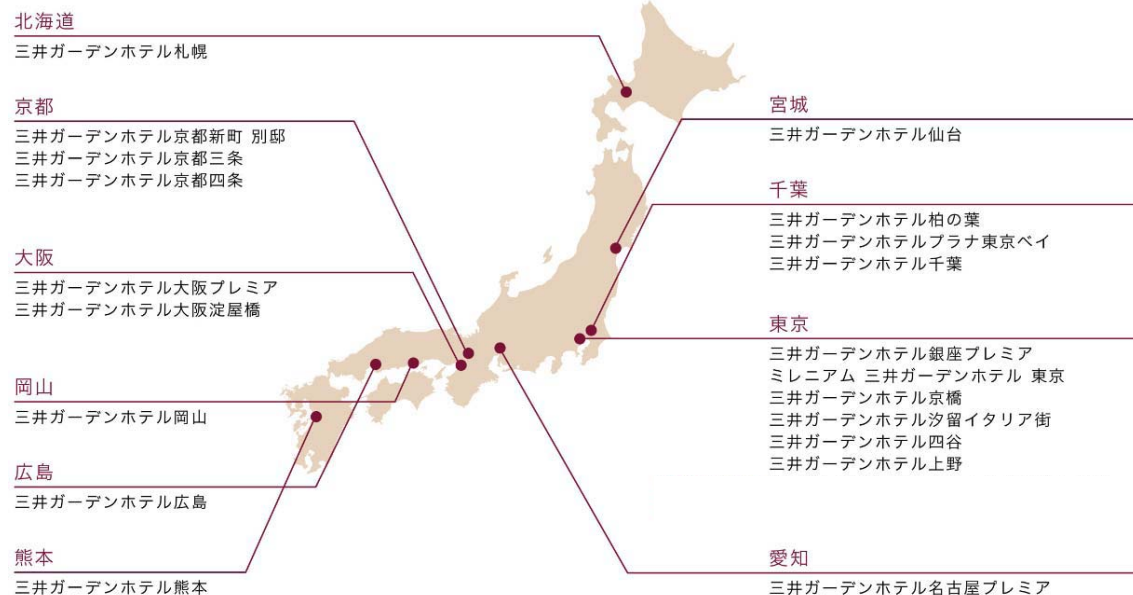 北海道
三井ガーデンホテル札幌
京都
三井ガーデンホテル京都新町 別邸
三井ガーデンホテル京都三条
三井ガーデンホテル京都四条
大阪
三井ガーデンホテル大阪プレミア
三井ガーデンホテル大阪淀屋橋
岡山
三井ガーデンホテル岡山
広島
三井ガーデンホテル広島
熊本
三井ガーデンホテル熊本
宮城
三井ガーデンホテル仙台
千葉
三井ガーデンホテル柏の葉
三井ガーデンホテルプラナ東京ベイ
三井ガーデンホテル千葉
東京
三井ガーデンホテル銀座プレミア
ミレニアム 三井ガーデンホテル 東京
三井ガーデンホテル京橋
三井ガーデンホテル汐留イタリア街
三井ガーデンホテル四谷
三井ガーデンホテル上野
愛知
三井ガーデンホテル名古屋プレミア